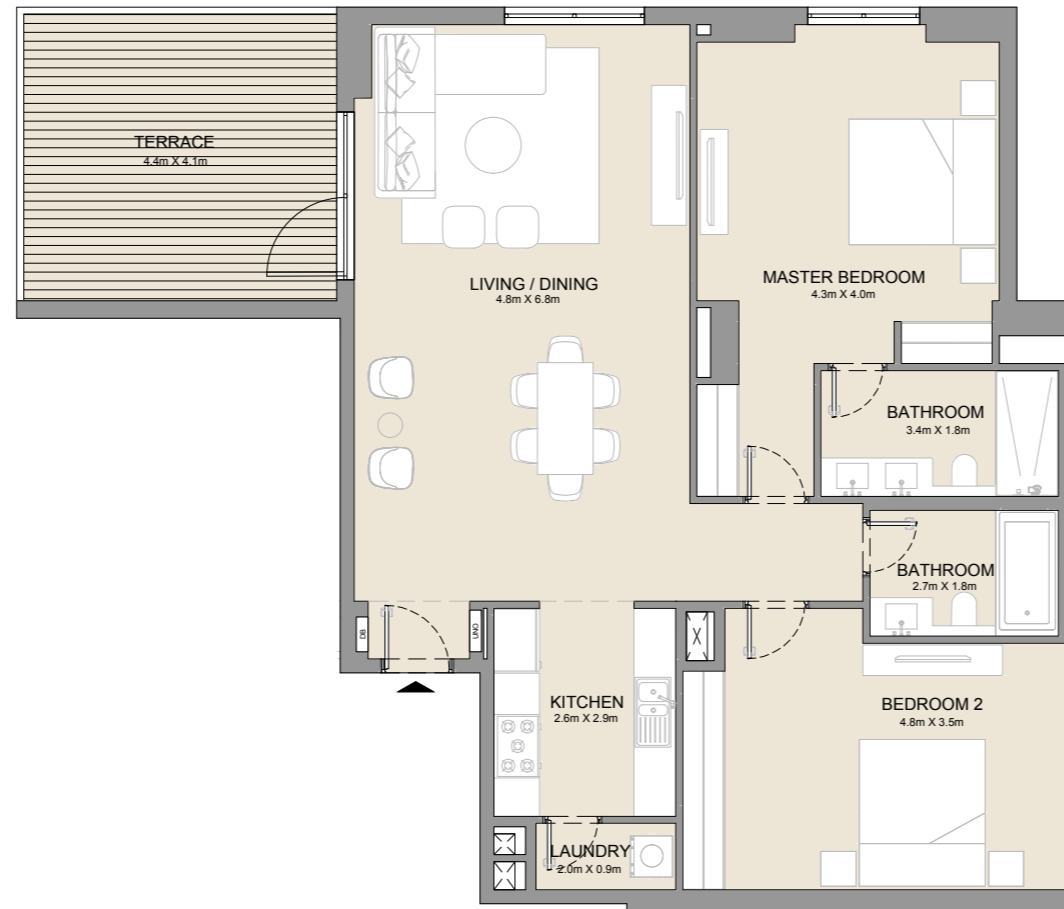 TERRACE
4.4m X 4.1m
LIVING / DINING
4.8m X 6.8m
MASTER BEDROOM
4.3m X 4.0m
BATHROOM
3.4m X 1.8m
BATHROOM
2.7m X 1.8m
DB
ONU
KITCHEN
2.6m X 2.9m
BEDROOM 2
4.8m X 3.5m
LAUNDRY
2.0m X 0.9m